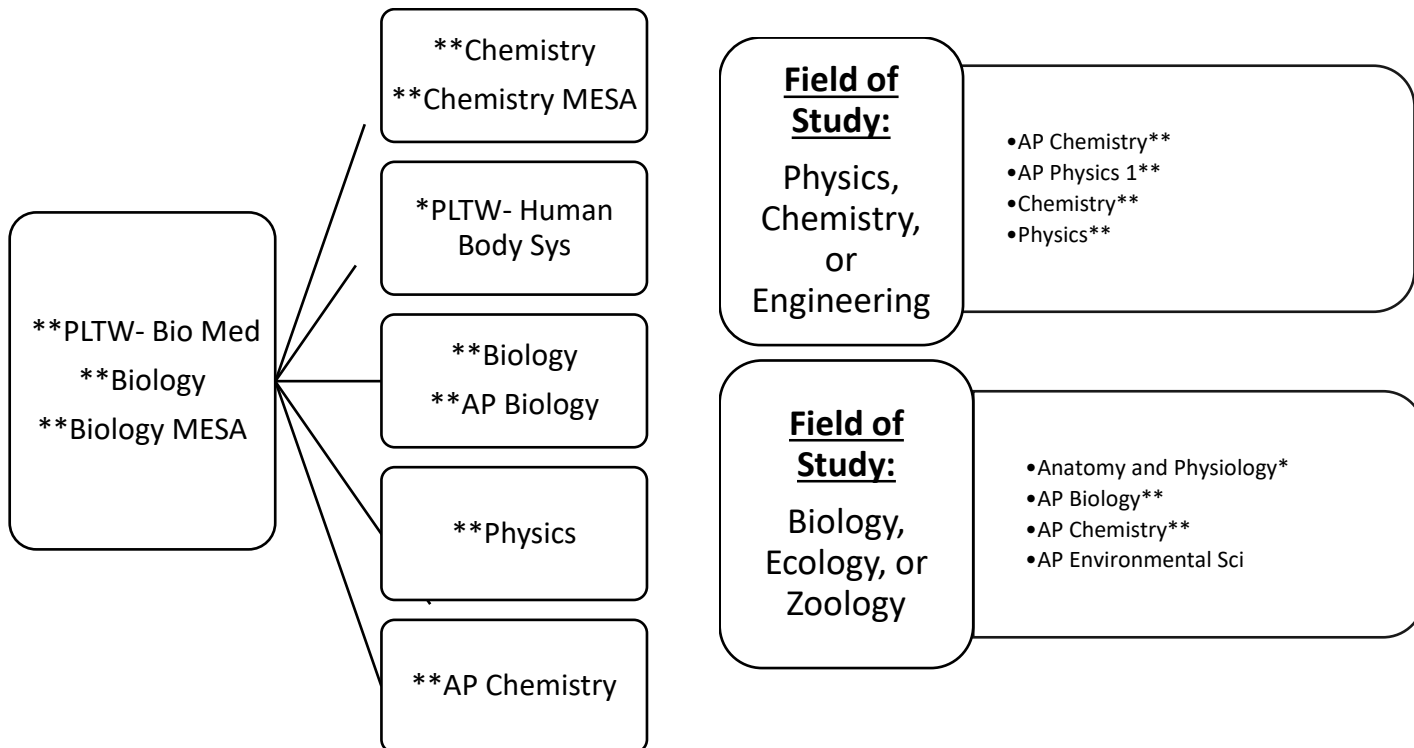 **PLTW- Bio Med
**Biology
**Biology MESA
**Chemistry
**Chemistry MESA
*PLTW- Human
Body Sys
**Biology
**AP Biology
**Physics
**AP Chemistry
Field of
Study:
Physics,
Chemistry,
or
Engineering
•AP Chemistry**
•AP Physics 1**
•Chemistry**
•Physics**
Field of
Study:
Biology,
Ecology, or
Zoology
•Anatomy and Physiology*
•AP Biology**
•AP Chemistry**
•AP Environmental Sci